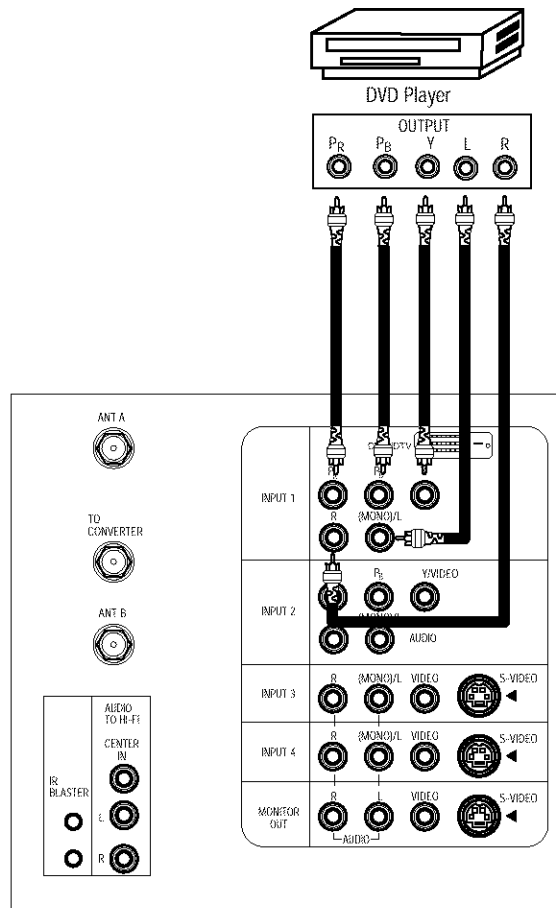 DVD Player
OUTPUT
PR PB Y L R
ANT A
TO
CONVERTER
ANT B
AUDIO
TO HI-FI
CENTER
IN
IR
BLASTER
L
R
INPUT 1
PB
R (MONO)/L
INPUT 2
PB Y/VIDEO
AUDIO
INPUT 3
R (MONO)/L VIDEO S-VIDEO
INPUT 4
R (MONO)/L VIDEO S-VIDEO
MONITOR
OUT
R L VIDEO S-VIDEO
AUDIO